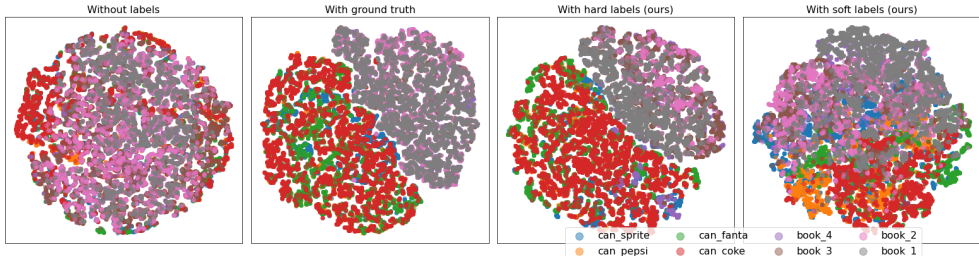 Without labels
With ground truth
With hard labels (ours)
With soft labels (ours)
can_sprite can_fanta book_4 book_2
can_pepsi can_coke book_3 book_1